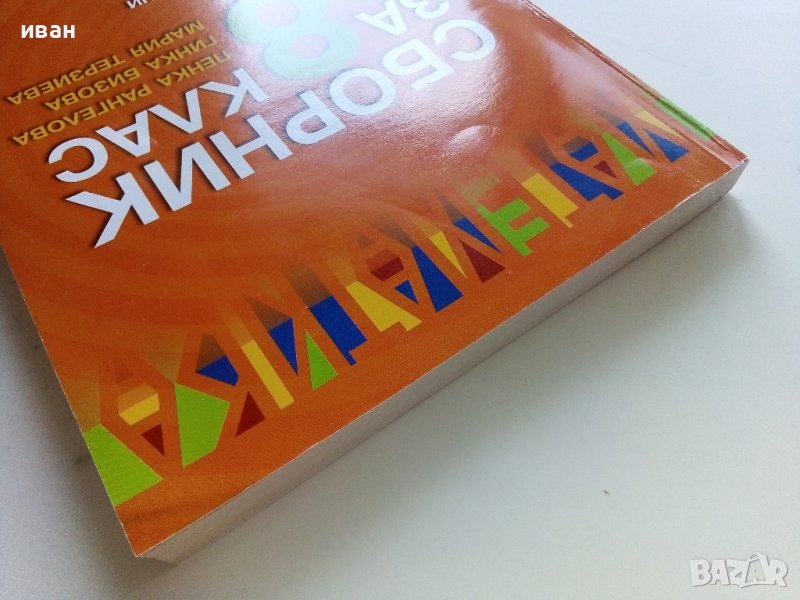 иван
МАТЕМАТИКА
СБОРНИК
ЗА 8 КЛАС
ПЕНКА РАНГЕЛОВА
ГИНКА БИЗОВА
МАРИЯ ТЕРЗИЕВА
BAZAR